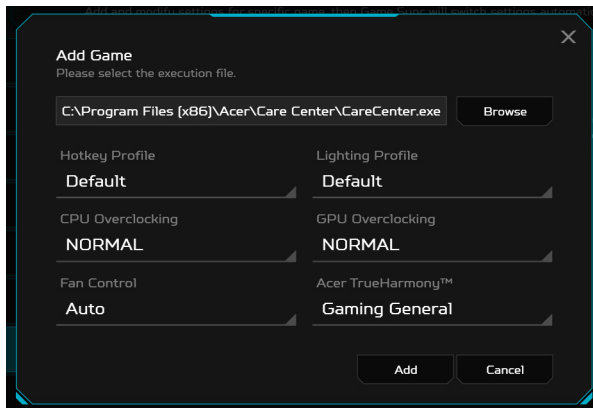 Add and modify settings for specific game, then Game Sync will switch settings automati
Add Game
Please select the execution file.
C:\Program Files (x86)\Acer\Care Center\CareCenter.exe
Browse
Hotkey Profile
Lighting Profile
Default
Default
CPU Overclocking
GPU Overclocking
NORMAL
NORMAL
Fan Control
Acer TrueHarmony™
Auto
Gaming General
Add
Cancel